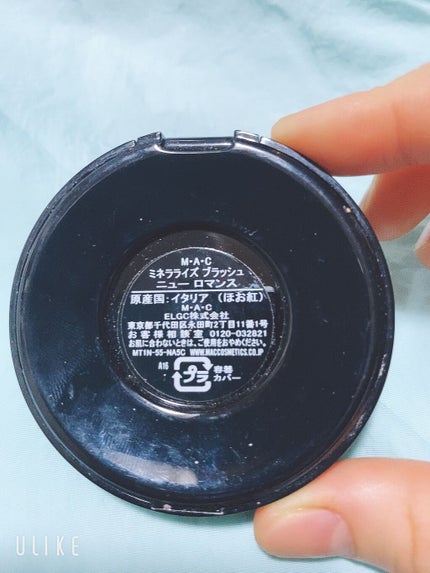 M・A・C
ミネラライズ ブラッシュ
ニュー ロマンス
原産国:イタリア (ほお紅)
M・A・C
ELGC株式会社
東京都千代田区永田町2丁目11番1号
お客様相談室 0120-032821
お肌に合わないときは、ご使用をおやめください。
MT1N-55-NA5C WWW.MACCOSMETICS.CO.JP
A16
プラ 容器
カバー
ULIKE